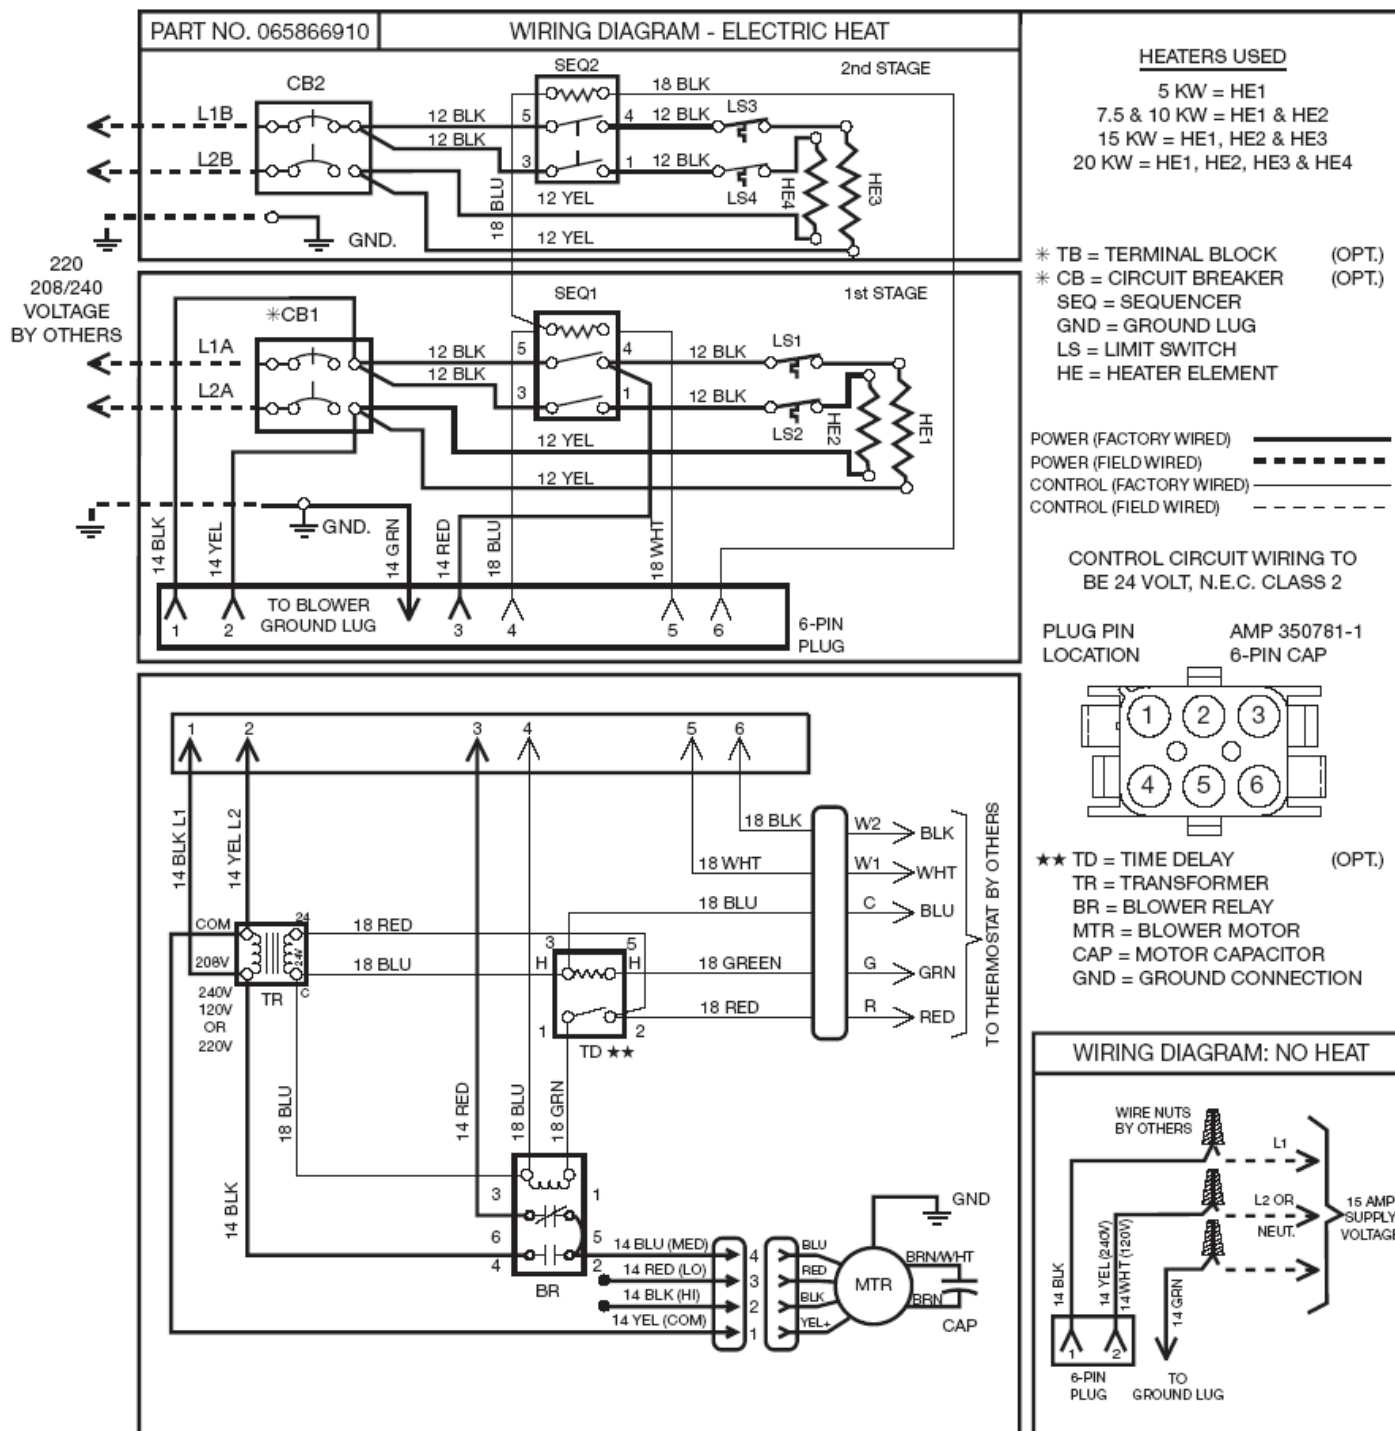 PART NO. 065866910
WIRING DIAGRAM - ELECTRIC HEAT
SEQ2
2nd STAGE
CB2
18 BLK
LS3
L1B
12 BLK
5
4
12 BLK
12 BLK
L2B
3
1
12 BLK
LS4
HE4
HE3
18 BLU
12 YEL
12 YEL
GND.
220
208/240
VOLTAGE
BY OTHERS
SEQ1
1st STAGE
✳CB1
LS1
L1A
12 BLK
5
4
12 BLK
12 BLK
L2A
3
1
12 BLK
LS2
HE2
HE1
12 YEL
12 YEL
GND.
14 BLK
14 YEL
14 GRN
14 RED
18 BLU
18 WHT
TO BLOWER
GROUND LUG
1
2
3
4
5
6
6-PIN
PLUG
HEATERS USED
5 KW = HE1
7.5 & 10 KW = HE1 & HE2
15 KW = HE1, HE2 & HE3
20 KW = HE1, HE2, HE3 & HE4
✳ TB = TERMINAL BLOCK (OPT.)
✳ CB = CIRCUIT BREAKER (OPT.)
SEQ = SEQUENCER
GND = GROUND LUG
LS = LIMIT SWITCH
HE = HEATER ELEMENT
POWER (FACTORY WIRED)
POWER (FIELD WIRED)
CONTROL (FACTORY WIRED)
CONTROL (FIELD WIRED)
CONTROL CIRCUIT WIRING TO
BE 24 VOLT, N.E.C. CLASS 2
PLUG PIN
LOCATION
AMP 350781-1
6-PIN CAP
1 2 3
4 5 6
★★ TD = TIME DELAY (OPT.)
TR = TRANSFORMER
BR = BLOWER RELAY
MTR = BLOWER MOTOR
CAP = MOTOR CAPACITOR
GND = GROUND CONNECTION
1
2
3
4
5
6
14 BLK L1
14 YEL L2
18 BLK
W2
BLK
18 WHT
W1
WHT
18 BLU
C
BLU
18 GREEN
G
GRN
18 RED
R
RED
TO THERMOSTAT BY OTHERS
COM
24
18 RED
208V
24V
18 BLU
240V
120V
OR
220V
TR
C
3
5
H
H
1
2
TD ★★
18 BLU
14 RED
18 BLU
18 GRN
14 BLK
3
1
6
5
4
2
BR
14 BLU (MED)
14 RED (LO)
14 BLK (HI)
14 YEL (COM)
4
3
2
1
BLU
RED
BLK
YEL+
MTR
GND
BRN/WHT
BRN
CAP
WIRING DIAGRAM: NO HEAT
WIRE NUTS
BY OTHERS
L1
L2 OR
NEUT.
15 AMP
SUPPLY
VOLTAGE
14 BLK
14 YEL (240V)
14 WHT (120V)
14 GRN
1
2
6-PIN
PLUG
TO
GROUND LUG